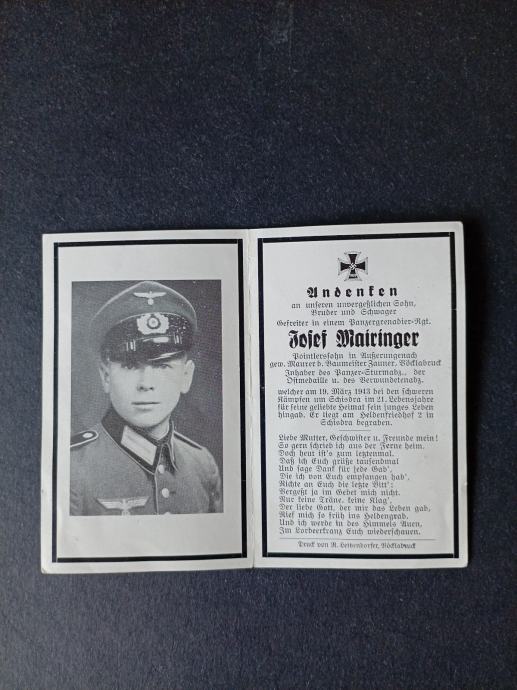 Andenken
an unseren unvergeßlichen Sohn,
Bruder und Schwager
Gefreiter in einem Panzergrenadier-Rgt.
Josef Mairinger
Pointlersohn in Außerungenach
gew. Maurer b. Baumeister Zauner, Vöcklabruck
Inhaber des Panzer-Sturmabz., der
Ostmedaille u. des Verwundetenabz.
welcher am 19. März 1943 bei den schweren
Kämpfen um Schisdra im 21. Lebensjahre
für seine geliebte Heimat sein junges Leben
hingab. Er liegt am Heldenfriedhof 2 in
Schisdra begraben.
Liebe Mutter, Geschwister u. Freunde mein!
So gern schrieb ich aus der Ferne heim.
Doch heut ist's zum letztenmal.
Daß ich Euch grüße tausendmal
Und sage Dank für jede Gab',
Die ich von Euch empfangen hab',
Richte an Euch die letzte Bitt':
Vergeßt ja im Gebet mich nicht.
Nur keine Träne, keine Klag'.
Der liebe Gott, der mir das Leben gab,
Rief mich so früh ins Heldengrab.
Und ich werde in des Himmels Auen,
Im Lorbeerkranz Euch wiederschauen.
Druck von R. Heitzendorfer, Vöcklabruck